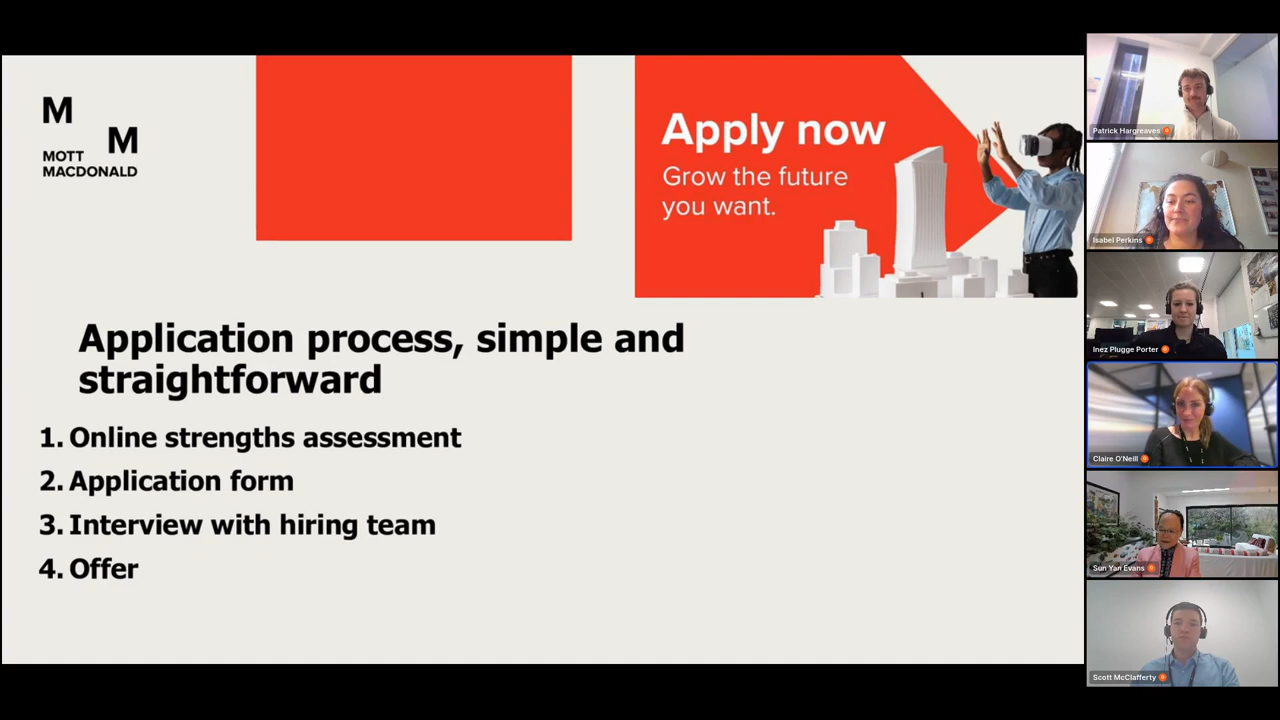 M
M
MOTT
MACDONALD
Apply now
Grow the future
you want.
Application process, simple and
straightforward
1. Online strengths assessment
2. Application form
3. Interview with hiring team
4. Offer
Patrick Hargreaves
Isabel Perkins
Inez Plugge Porter
Claire O'Neill
Sun Yan Evans
Scott McClafferty